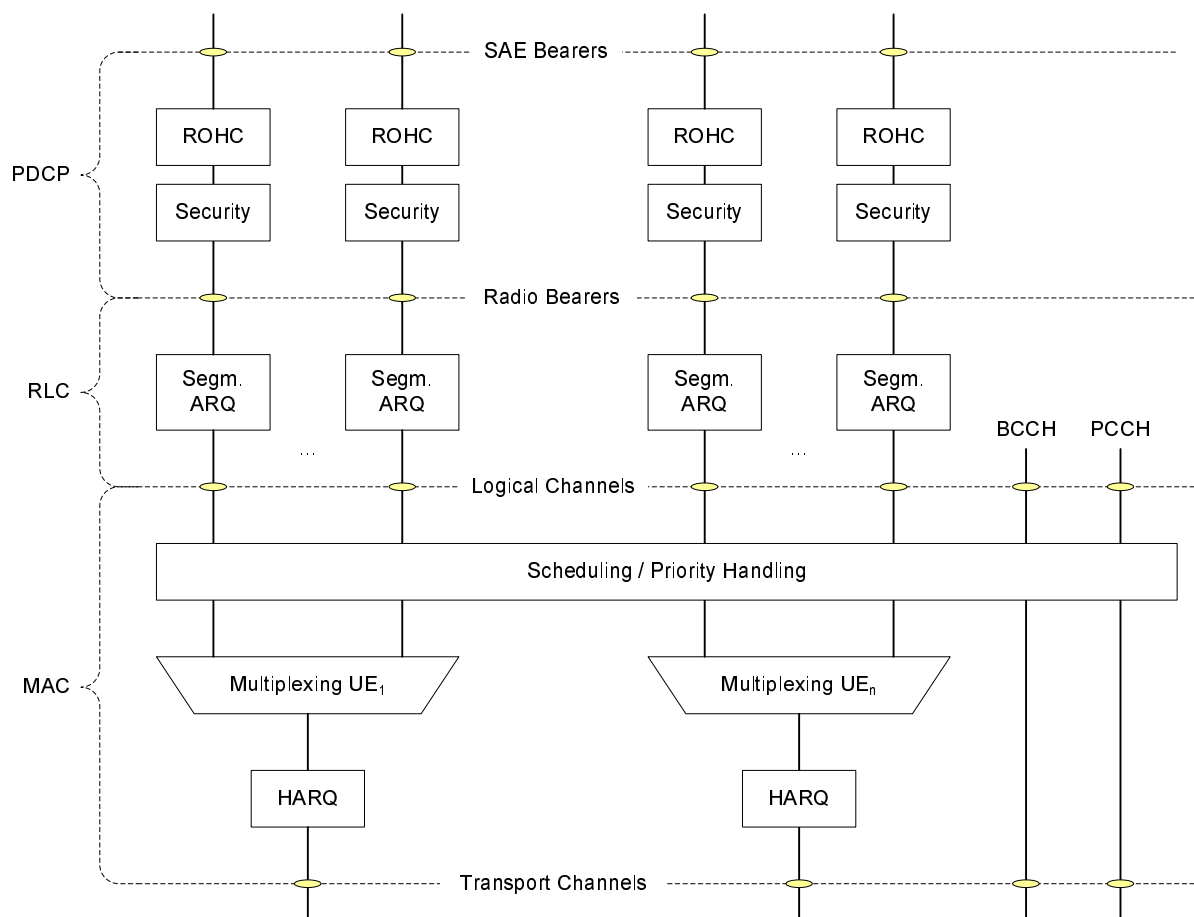 SAE Bearers
ROHC ROHC ROHC ROHC
PDCP
Security Security Security Security
Radio Bearers
Segm. Segm. Segm. Segm.
RLC
ARQ ARQ ARQ ARQ
BCCH PCCH
... ...
Logical Channels
Scheduling / Priority Handling
MAC
Multiplexing UE1 Multiplexing UEn
HARQ HARQ
Transport Channels